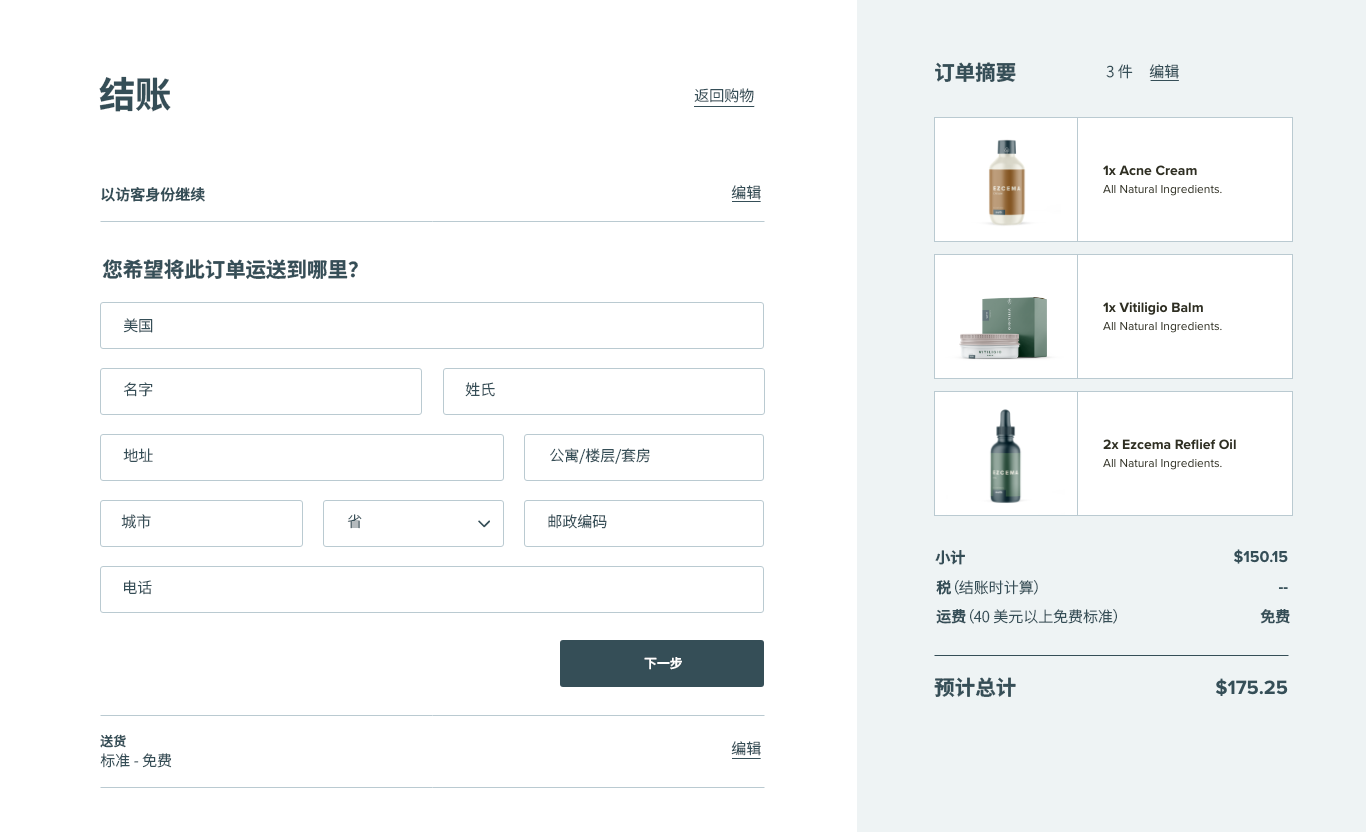 结账
返回购物
以访客身份继续
编辑
您希望将此订单运送到哪里?
美国
名字
姓氏
地址
公寓/楼层/套房
城市
省
邮政编码
电话
下一步
送货
标准 - 免费
编辑
订单摘要
3 件
编辑
EZCEMA
1x Acne Cream
All Natural Ingredients.
VITILIGIO
1x Vitiligio Balm
All Natural Ingredients.
EZCEMA
2x Ezcema Reflief Oil
All Natural Ingredients.
小计
$150.15
税 (结账时计算)
--
运费 (40 美元以上免费标准)
免费
预计总计
$175.25